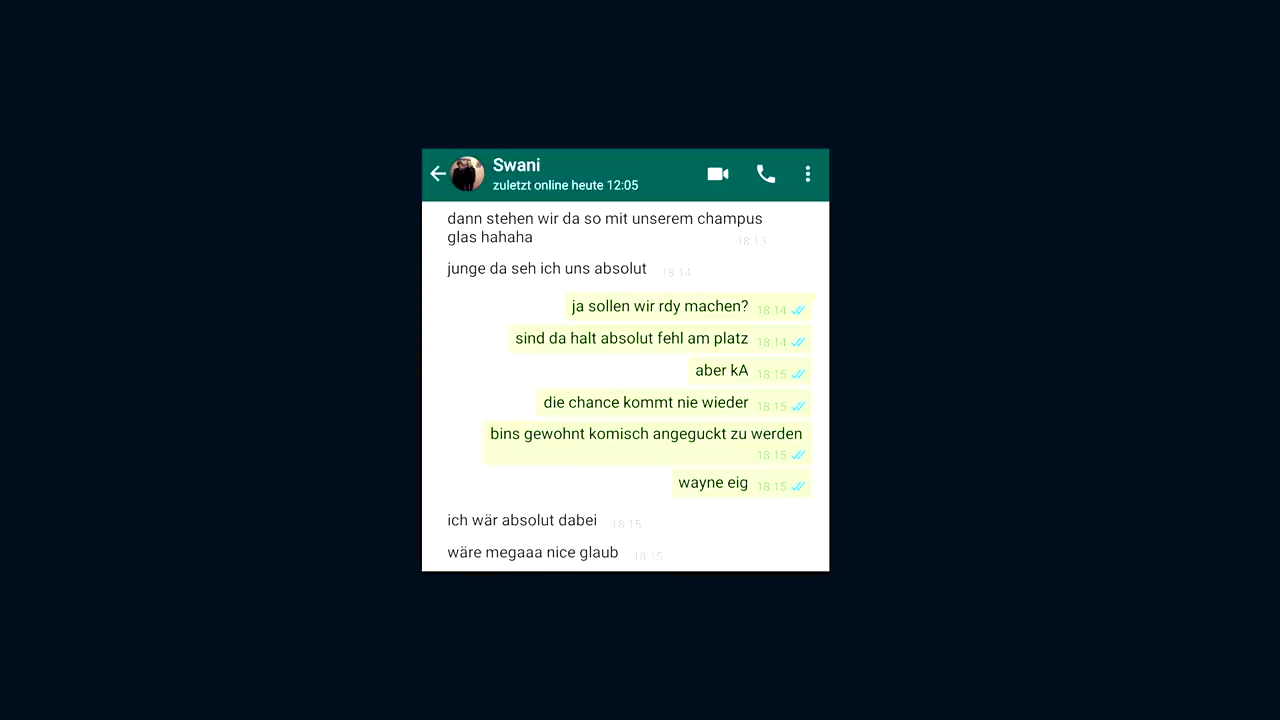 Swani
zuletzt online heute 12:05
dann stehen wir da so mit unserem champus
glas hahaha 18:13
junge da seh ich uns absolut 18:14
ja sollen wir rdy machen? 18:14
sind da halt absolut fehl am platz 18:14
aber kA 18:15
die chance kommt nie wieder 18:15
bins gewohnt komisch angeguckt zu werden
18:15
wayne eig 18:15
ich wär absolut dabei 18:15
wäre megaaa nice glaub 18:15